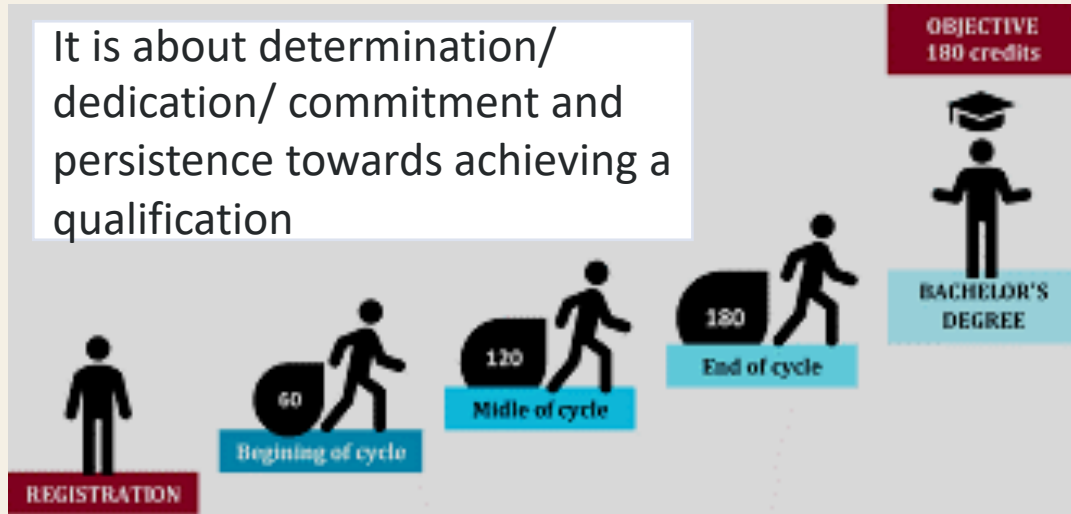 It is about determination/
dedication/ commitment and
persistence towards achieving a
qualification
OBJECTIVE
180 credits
BACHELOR'S
DEGREE
180
End of cycle
120
Midle of cycle
60
Begining of cycle
REGISTRATION